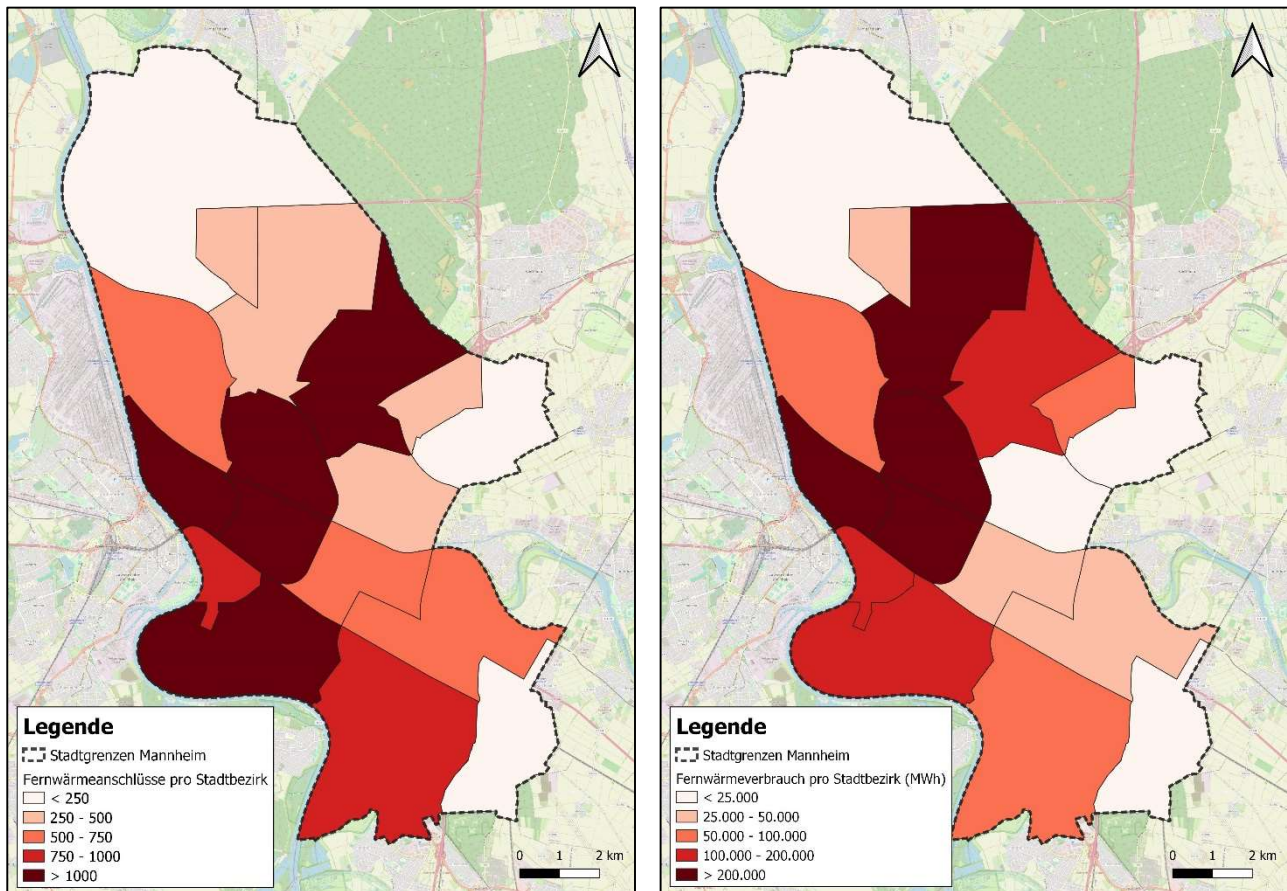 Legende
Stadtgrenzen Mannheim
Fernwärmeanschlüsse pro Stadtbezirk
< 250
250 - 500
500 - 750
750 - 1000
> 1000
0 1 2 km
Legende
Stadtgrenzen Mannheim
Fernwärmeverbrauch pro Stadtbezirk (MWh)
< 25.000
25.000 - 50.000
50.000 - 100.000
100.000 - 200.000
> 200.000
0 1 2 km